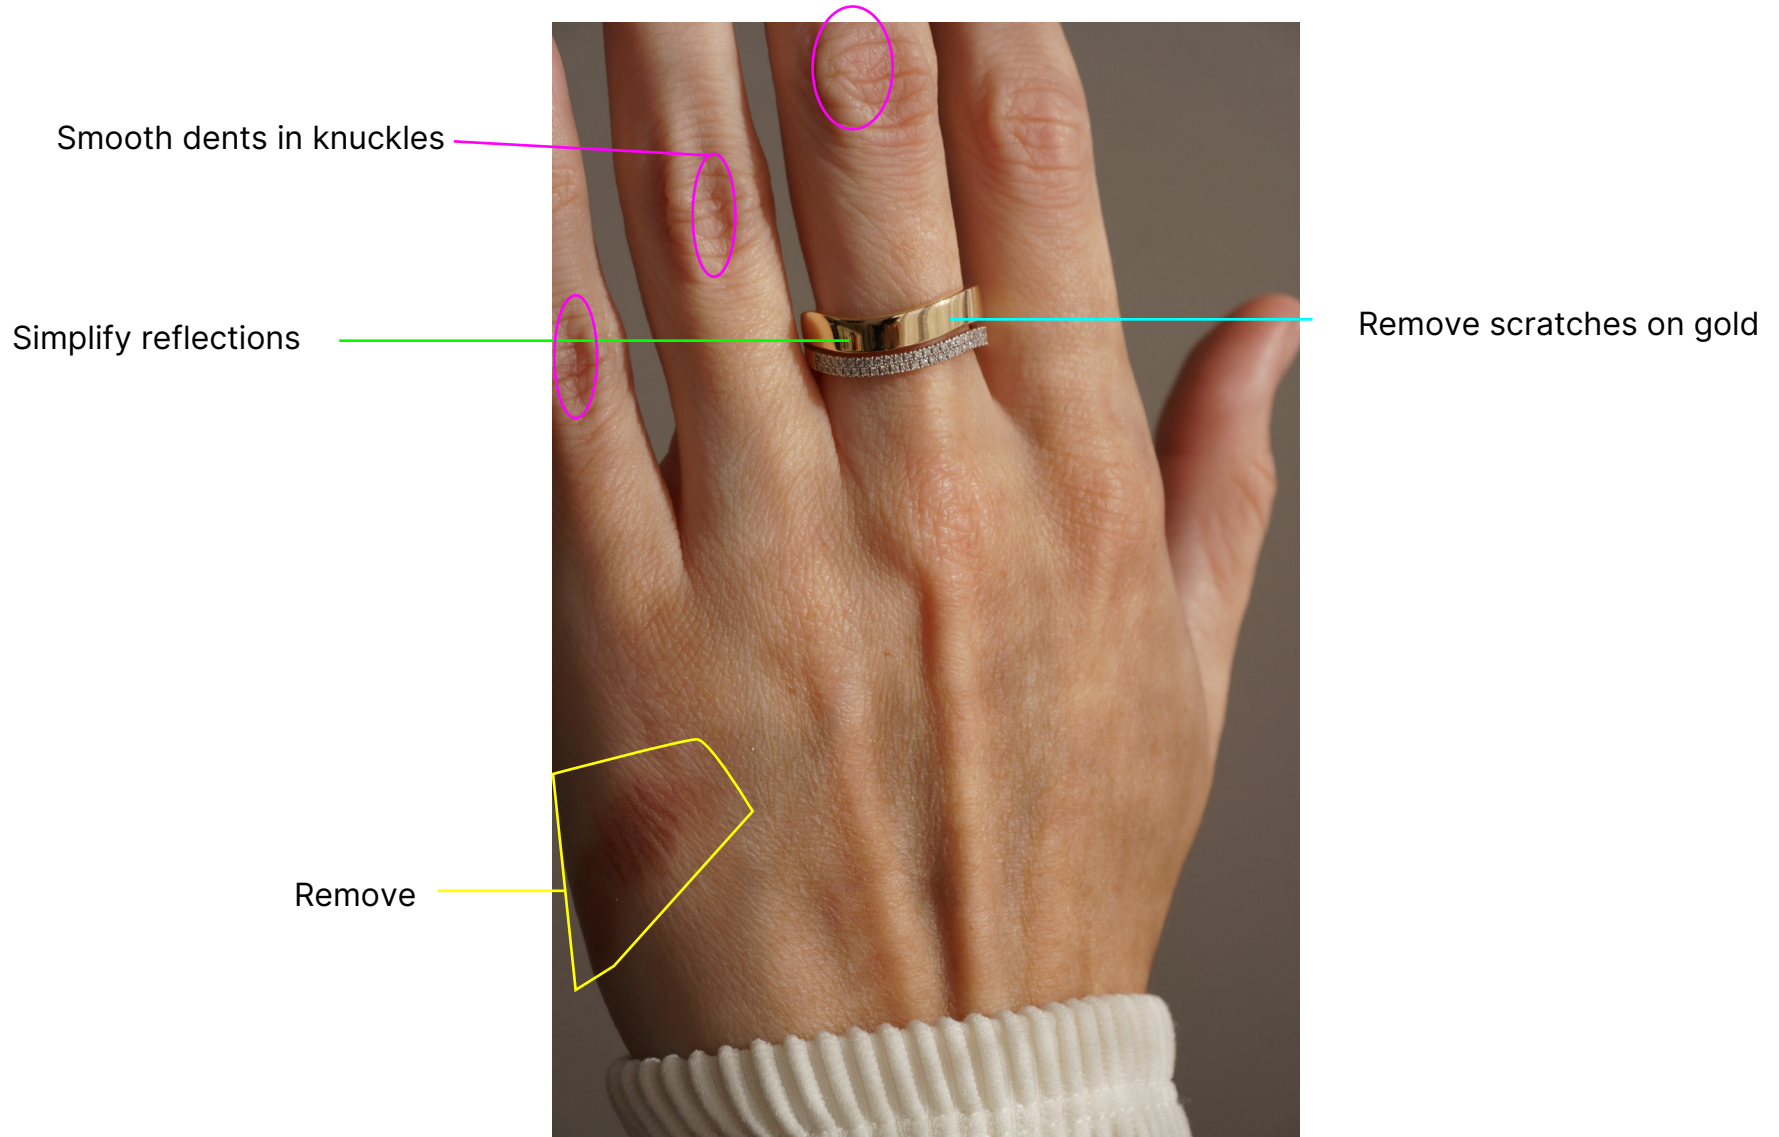 Smooth dents in knuckles
Simplify reflections
Remove scratches on gold
Remove